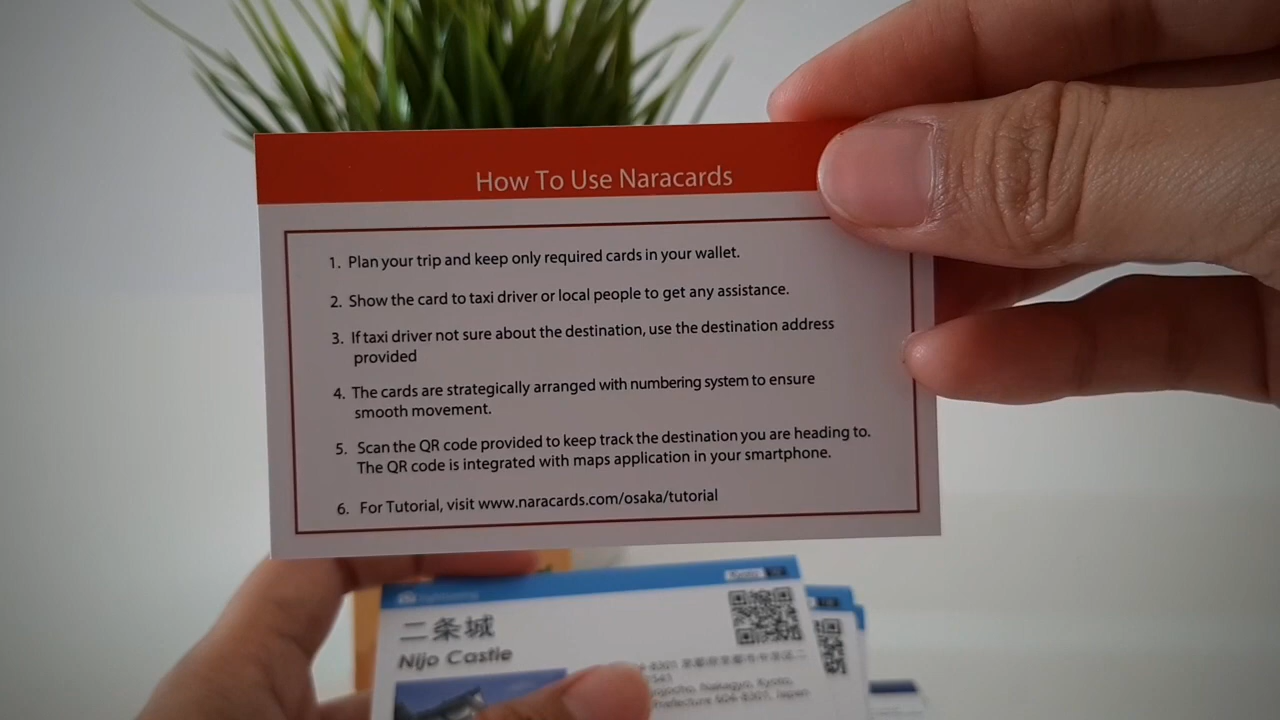 How To Use Naracards
1. Plan your trip and keep only required cards in your wallet.
2. Show the card to taxi driver or local people to get any assistance.
3. If taxi driver not sure about the destination, use the destination address
provided
4. The cards are strategically arranged with numbering system to ensure
smooth movement.
5. Scan the QR code provided to keep track the destination you are heading to.
The QR code is integrated with maps application in your smartphone.
6. For Tutorial, visit www.naracards.com/osaka/tutorial
二条城
Nijo Castle
Nakagyo, Kyoto,
604-8301, Japan